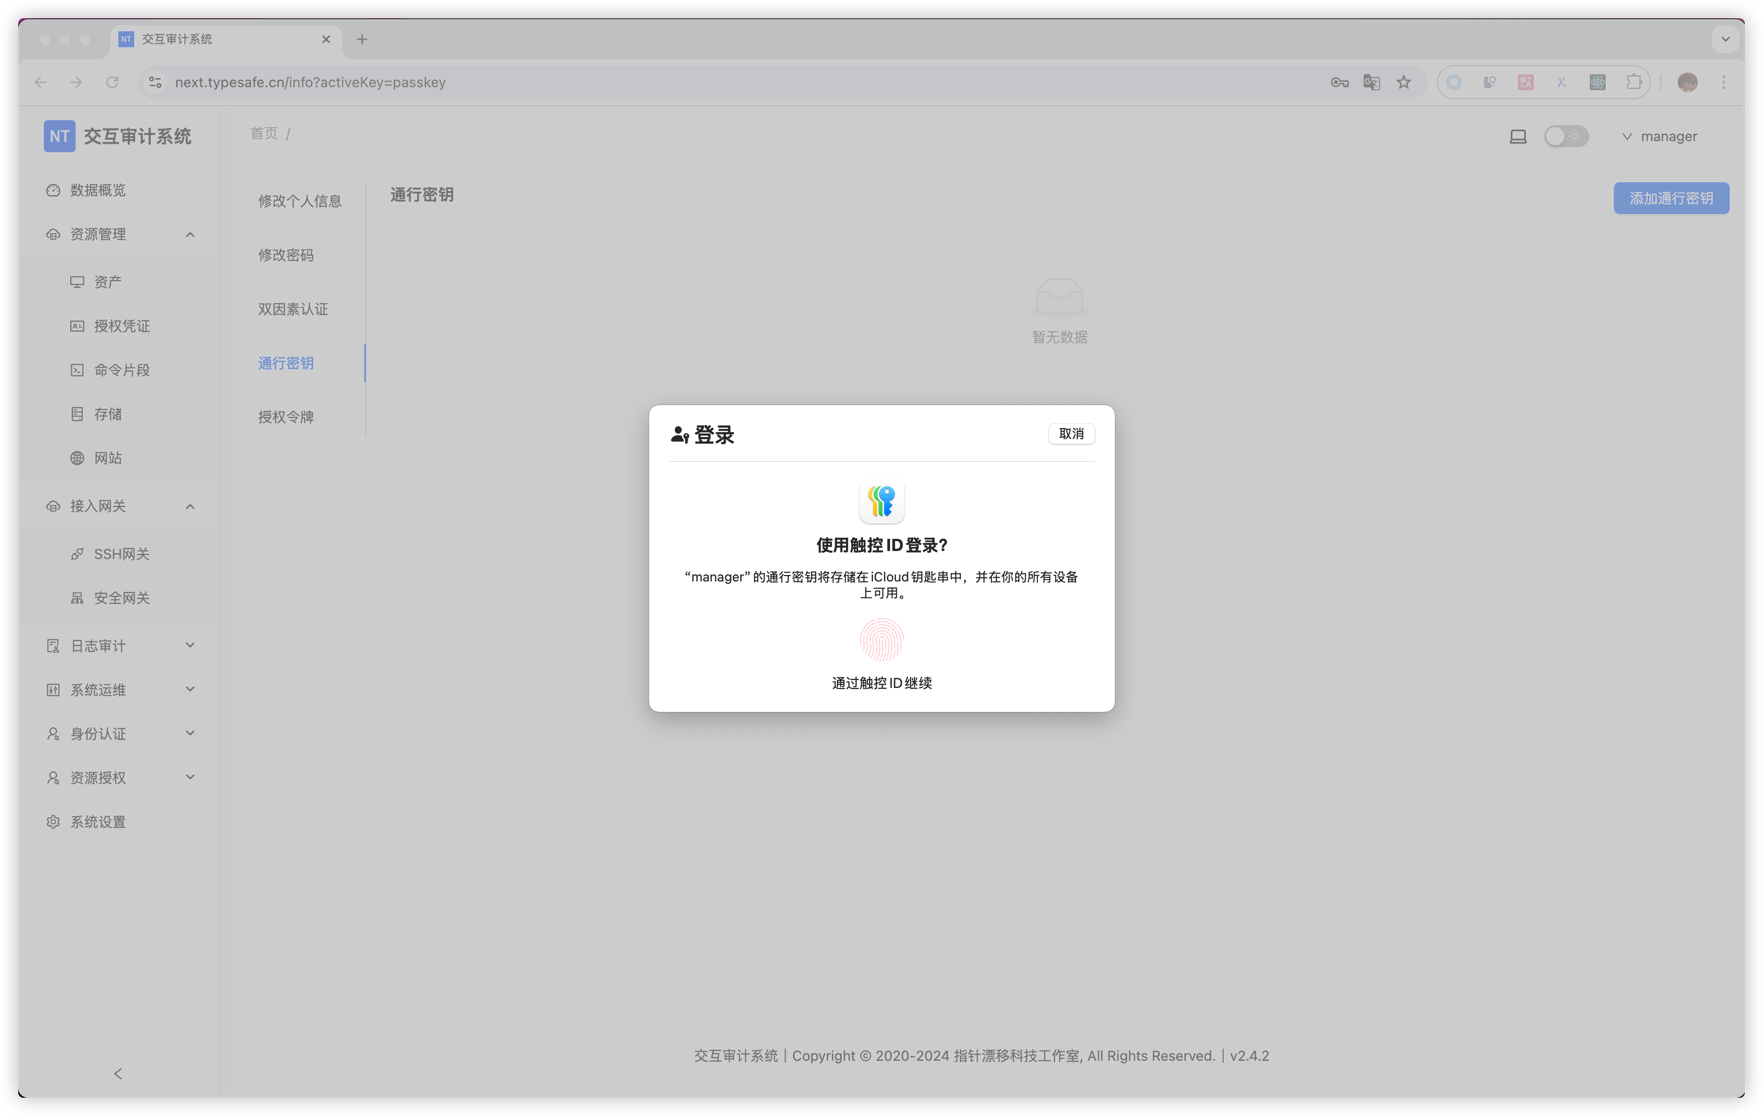 NT 交互审计系统
next.typesafe.cn/info?activeKey=passkey
NT 交互审计系统
首页 /
manager
数据概览
资源管理
资产
授权凭证
命令片段
存储
网站
接入网关
SSH网关
安全网关
日志审计
系统运维
身份认证
资源授权
系统设置
修改个人信息
修改密码
双因素认证
通行密钥
授权令牌
通行密钥
添加通行密钥
暂无数据
登录
取消
使用触控 ID 登录？
“manager” 的通行密钥将存储在 iCloud 钥匙串中，并在你的所有设备
上可用。
通过触控 ID 继续
交互审计系统 | Copyright © 2020-2024 指针漂移科技工作室, All Rights Reserved. | v2.4.2